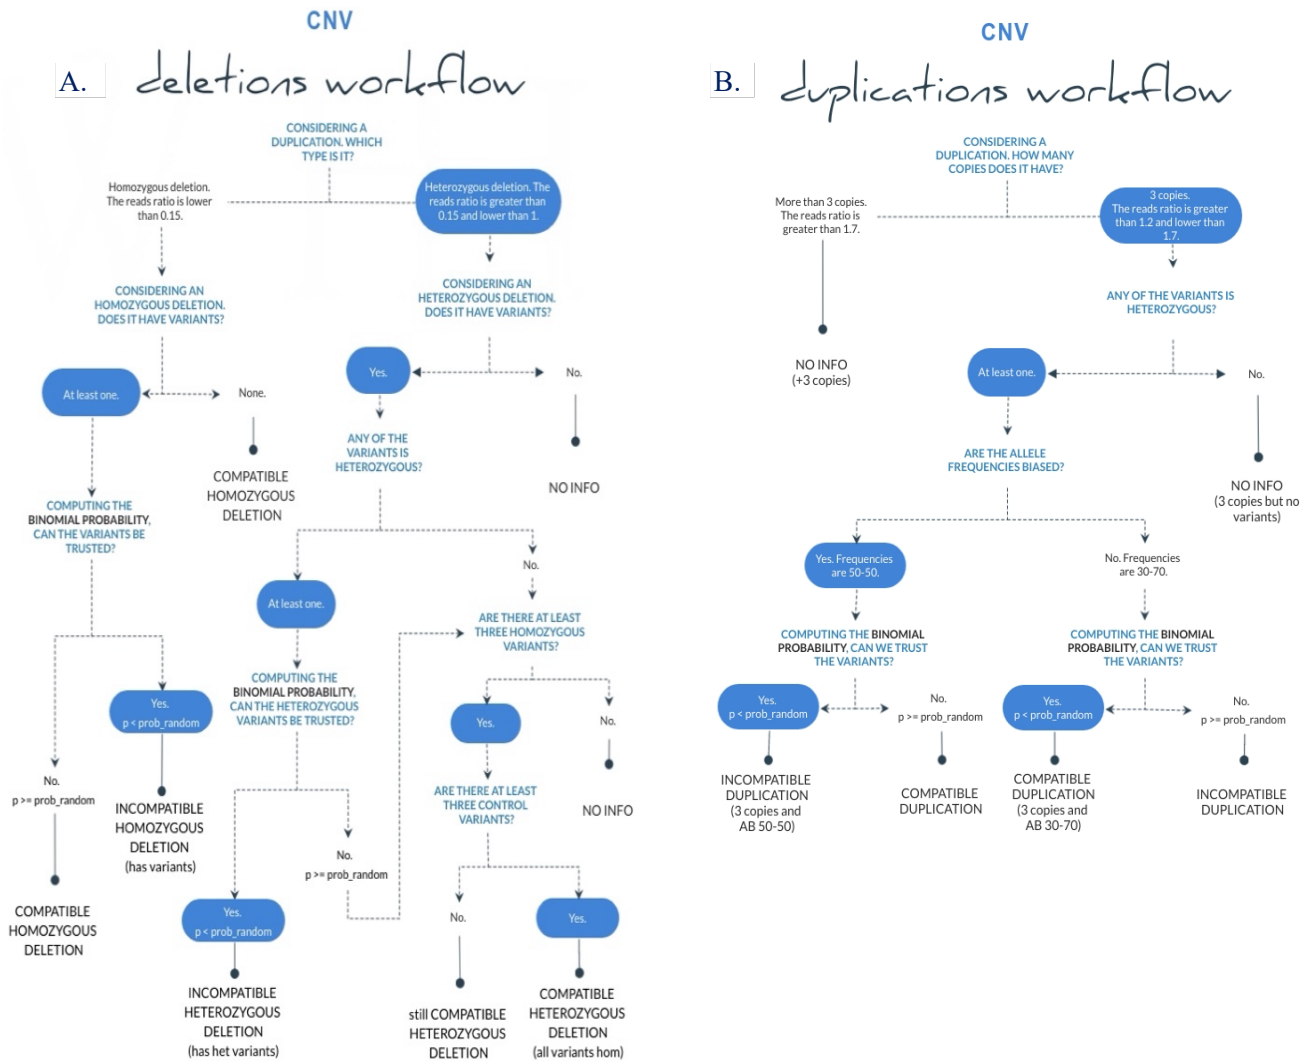 CNV
A.
deletions workflow
CONSIDERING A
DUPLICATION. WHICH
TYPE IS IT?
Homozygous deletion.
The reads ratio is lower
than 0.15.
Heterozygous deletion. The
reads ratio is greater than
0.15 and lower than 1.
CONSIDERING AN
HOMOZYGOUS DELETION.
DOES IT HAVE VARIANTS?
CONSIDERING AN
HETEROZYGOUS DELETION.
DOES IT HAVE VARIANTS?
At least one.
None.
Yes.
No.
COMPATIBLE
HOMOZYGOUS
DELETION
ANY OF THE
VARIANTS IS
HETEROZYGOUS?
NO INFO
COMPUTING THE
BINOMIAL PROBABILITY,
CAN THE VARIANTS BE
TRUSTED?
At least one.
No.
COMPUTING THE
BINOMIAL PROBABILITY,
CAN THE HETEROZYGOUS
VARIANTS BE TRUSTED?
ARE THERE AT LEAST
THREE HOMOZYGOUS
VARIANTS?
Yes.
p < prob_random
No.
p >= prob_random
INCOMPATIBLE
HOMOZYGOUS
DELETION
(has variants)
COMPATIBLE
HOMOZYGOUS
DELETION
Yes.
No.
ARE THERE AT LEAST
THREE CONTROL
VARIANTS?
NO INFO
No.
p >= prob_random
Yes.
p < prob_random
No.
Yes.
INCOMPATIBLE
HETEROZYGOUS
DELETION
(has het variants)
still COMPATIBLE
HETEROZYGOUS
DELETION
COMPATIBLE
HETEROZYGOUS
DELETION
(all variants hom)
CNV
B.
duplications workflow
CONSIDERING A
DUPLICATION. HOW MANY
COPIES DOES IT HAVE?
More than 3 copies.
The reads ratio is
greater than 1.7.
3 copies.
The reads ratio is greater
than 1.2 and lower than
1.7.
ANY OF THE VARIANTS IS
HETEROZYGOUS?
NO INFO
(+3 copies)
At least one.
No.
ARE THE ALLELE
FREQUENCIES BIASED?
NO INFO
(3 copies but no
variants)
Yes. Frequencies
are 50-50.
No. Frequencies
are 30-70.
COMPUTING THE BINOMIAL
PROBABILITY, CAN WE TRUST
THE VARIANTS?
COMPUTING THE BINOMIAL
PROBABILITY, CAN WE TRUST
THE VARIANTS?
Yes.
p < prob_random
No.
p >= prob_random
Yes.
p < prob_random
No.
p >= prob_random
INCOMPATIBLE
DUPLICATION
(3 copies and
AB 50-50)
COMPATIBLE
DUPLICATION
COMPATIBLE
DUPLICATION
(3 copies and
AB 30-70)
INCOMPATIBLE
DUPLICATION